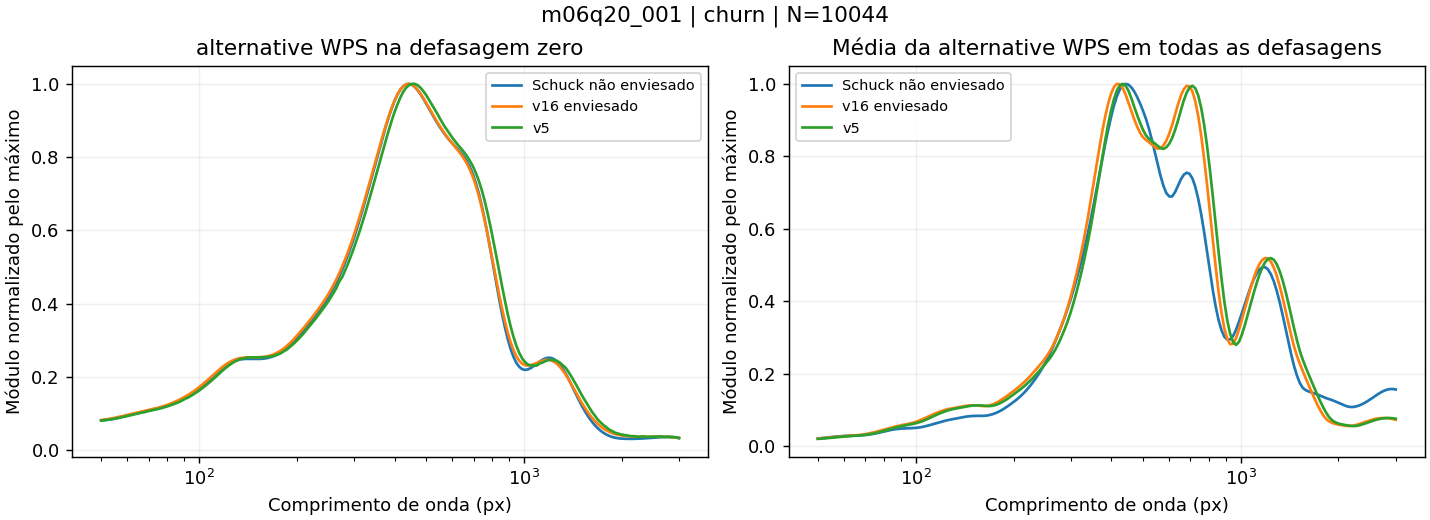 m06q20_001 | churn | N=10044
alternative WPS na defasagem zero
Módulo normalizado pelo máximo
1.0
0.8
0.6
0.4
0.2
0.0
Schuck não enviesado
v16 enviesado
v5
10²
10³
Comprimento de onda (px)
Média da alternative WPS em todas as defasagens
Módulo normalizado pelo máximo
1.0
0.8
0.6
0.4
0.2
0.0
Schuck não enviesado
v16 enviesado
v5
10²
10³
Comprimento de onda (px)